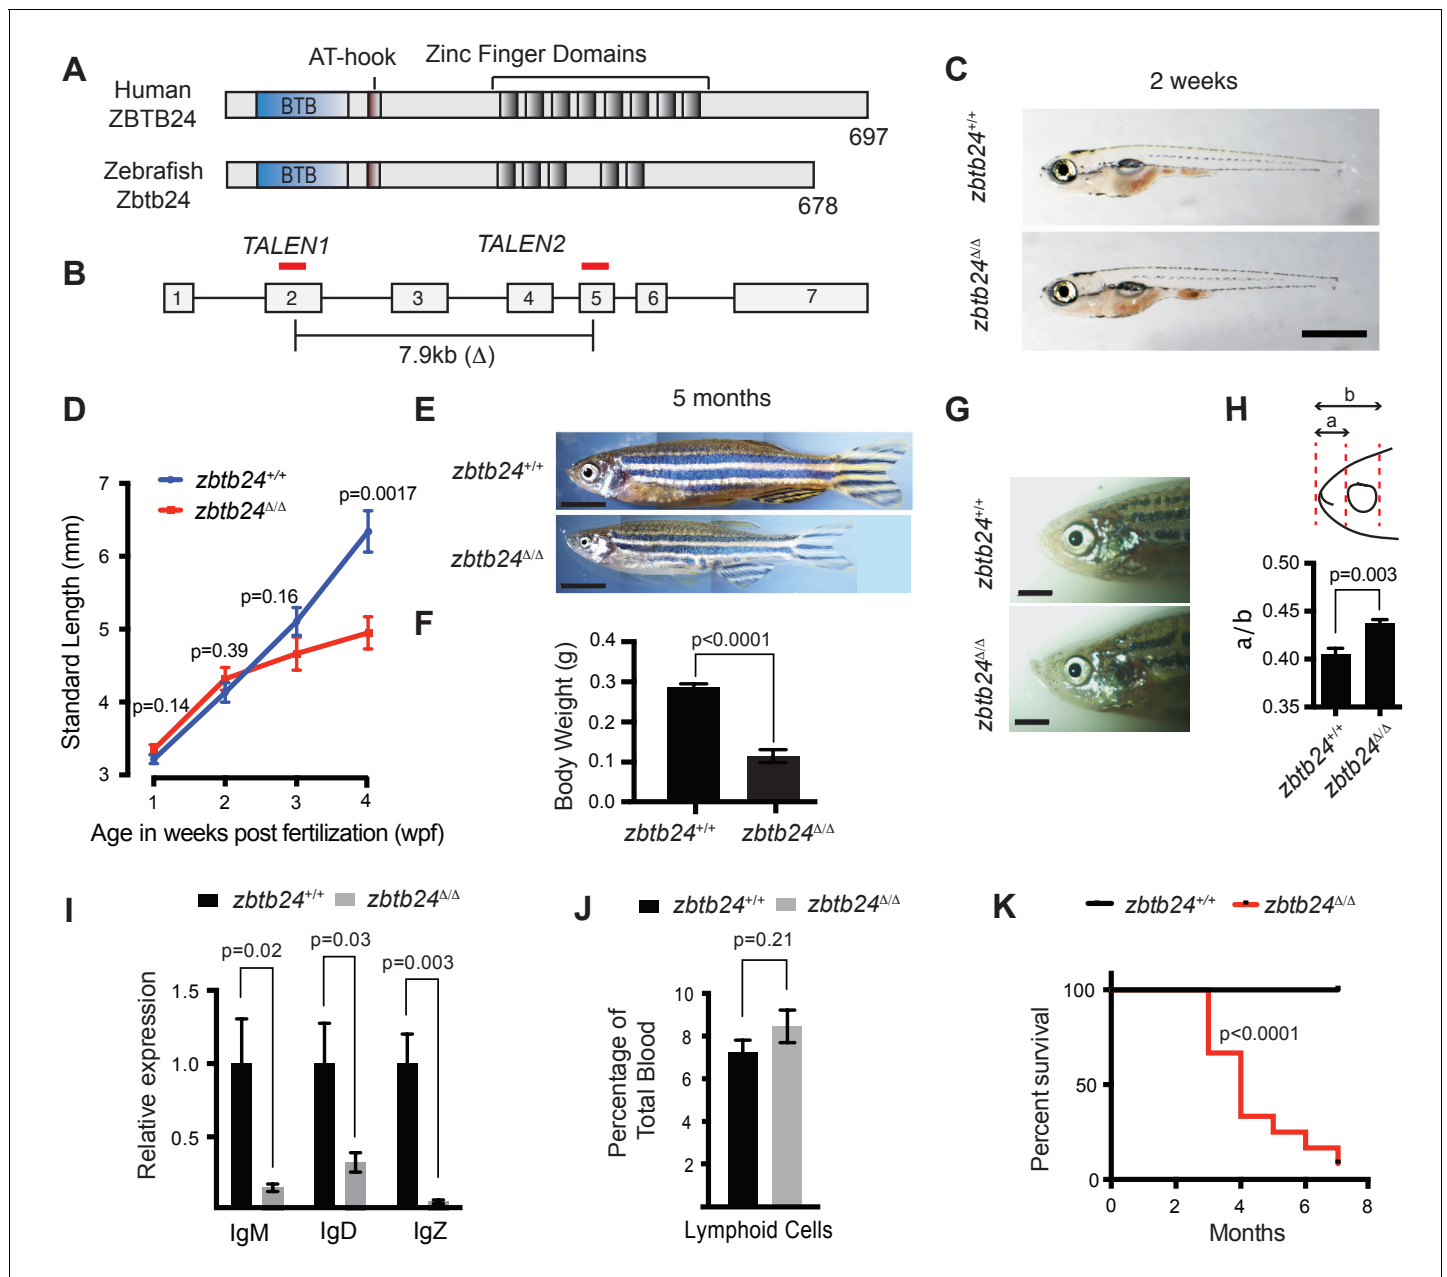 A
AT-hook
Zinc Finger Domains
Human
ZBTB24
BTB
697
Zebrafish
Zbtb24
BTB
678
B
TALEN1
TALEN2
1
2
3
4
5
6
7
7.9kb (Δ)
C
2 weeks
zbtb24+/+
zbtb24Δ/Δ
D
zbtb24+/+
zbtb24Δ/Δ
Standard Length (mm)
7
6
5
4
3
p=0.0017
p=0.16
p=0.39
p=0.14
1
2
3
4
Age in weeks post fertilization (wpf)
E
5 months
zbtb24+/+
zbtb24Δ/Δ
F
Body Weight (g)
0.4
0.3
0.2
0.1
0.0
p<0.0001
zbtb24+/+
zbtb24Δ/Δ
G
zbtb24+/+
zbtb24Δ/Δ
H
b
a
a/b
0.50
0.45
0.40
0.35
p=0.003
zbtb24+/+
zbtb24Δ/Δ
I
zbtb24+/+
zbtb24Δ/Δ
Relative expression
1.5
1.0
0.5
p=0.02
p=0.03
p=0.003
IgM
IgD
IgZ
J
zbtb24+/+
zbtb24Δ/Δ
Percentage of
Total Blood
10
8
6
4
2
p=0.21
Lymphoid Cells
K
zbtb24+/+
zbtb24Δ/Δ
Percent survival
100
50
0
p<0.0001
0
2
4
6
8
Months